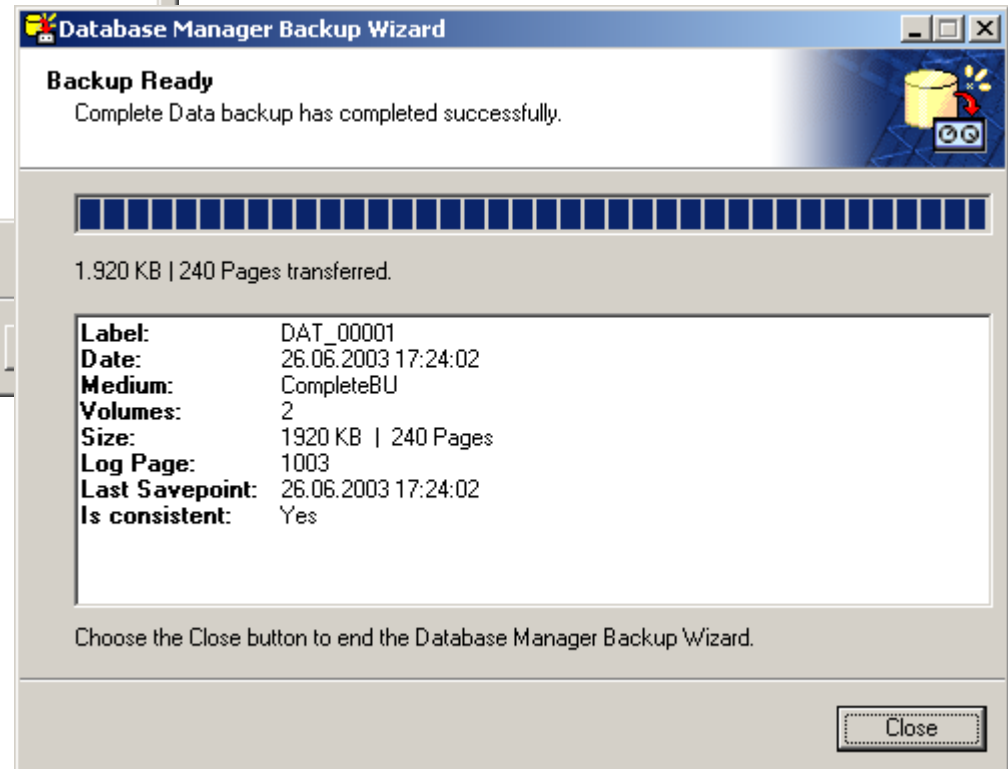 Database Manager Backup Wizard
Backup Ready
Complete Data backup has completed successfully.
1.920 KB | 240 Pages transferred.
Label: DAT_00001
Date: 26.06.2003 17:24:02
Medium: CompleteBU
Volumes: 2
Size: 1920 KB | 240 Pages
Log Page: 1003
Last Savepoint: 26.06.2003 17:24:02
Is consistent: Yes
Choose the Close button to end the Database Manager Backup Wizard.
Close